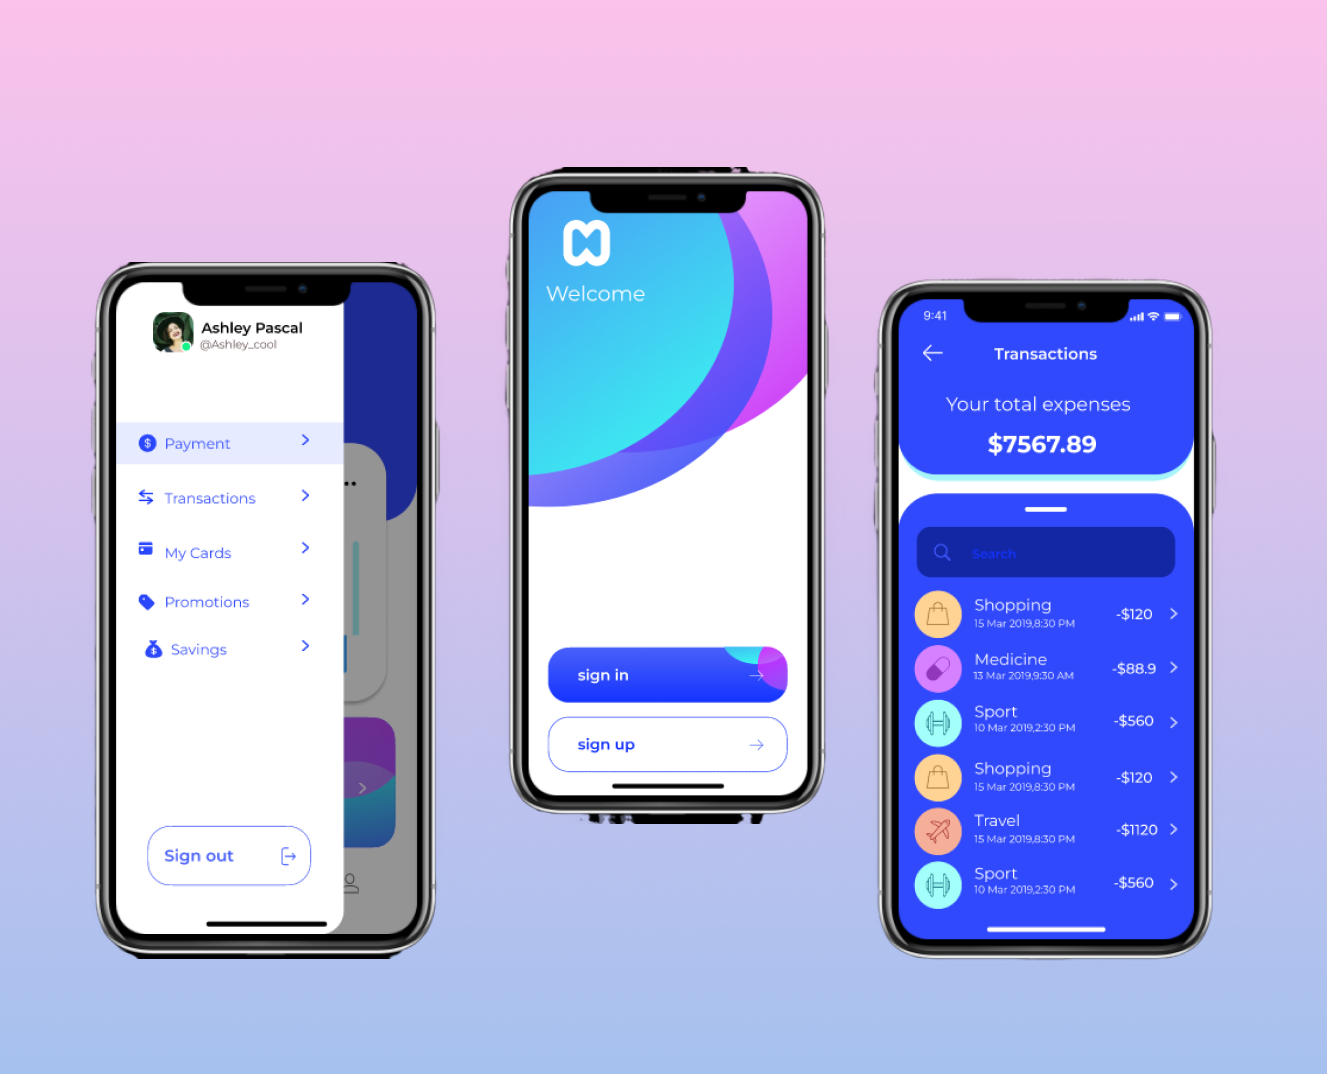 Ashley Pascal
@Ashley_cool
Payment
Transactions
My Cards
Promotions
Savings
Sign out
Welcome
sign in
sign up
9:41
Transactions
Your total expenses
$7567.89
Search
Shopping
15 Mar 2019,8:30 PM
-$120
Medicine
13 Mar 2019,9:30 AM
-$88.9
Sport
10 Mar 2019,2:30 PM
-$560
Shopping
15 Mar 2019,8:30 PM
-$120
Travel
15 Mar 2019,8:30 PM
-$1120
Sport
10 Mar 2019,2:30 PM
-$560